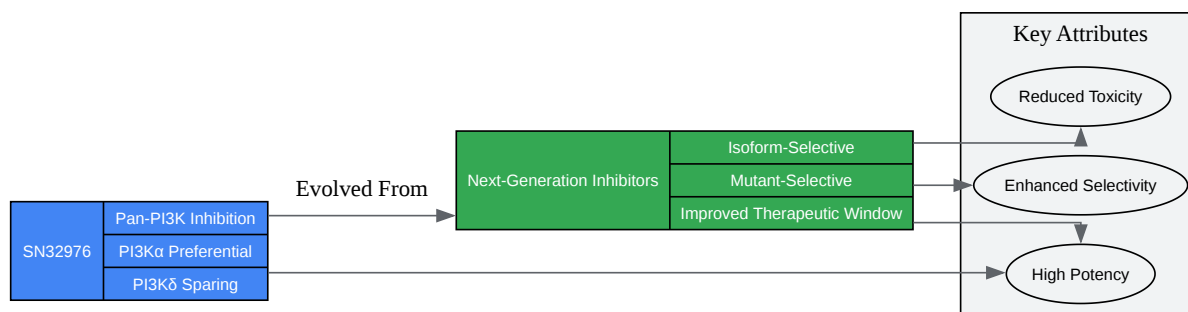 Key Attributes
Reduced Toxicity
Isoform-Selective
Next-Generation Inhibitors
Mutant-Selective
Enhanced Selectivity
Evolved From
Improved Therapeutic Window
Pan-PI3K Inhibition
SN32976
PI3Kα Preferential
PI3Kδ Sparing
High Potency